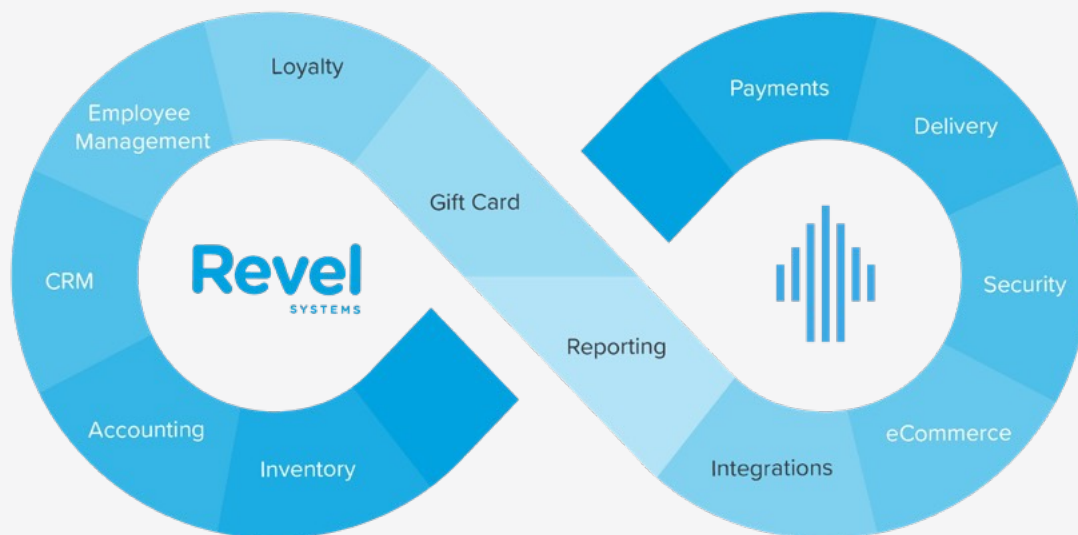 Loyalty
Employee
Management
CRM
Accounting
Inventory
Revel
SYSTEMS
Gift Card
Reporting
Payments
Delivery
Security
eCommerce
Integrations